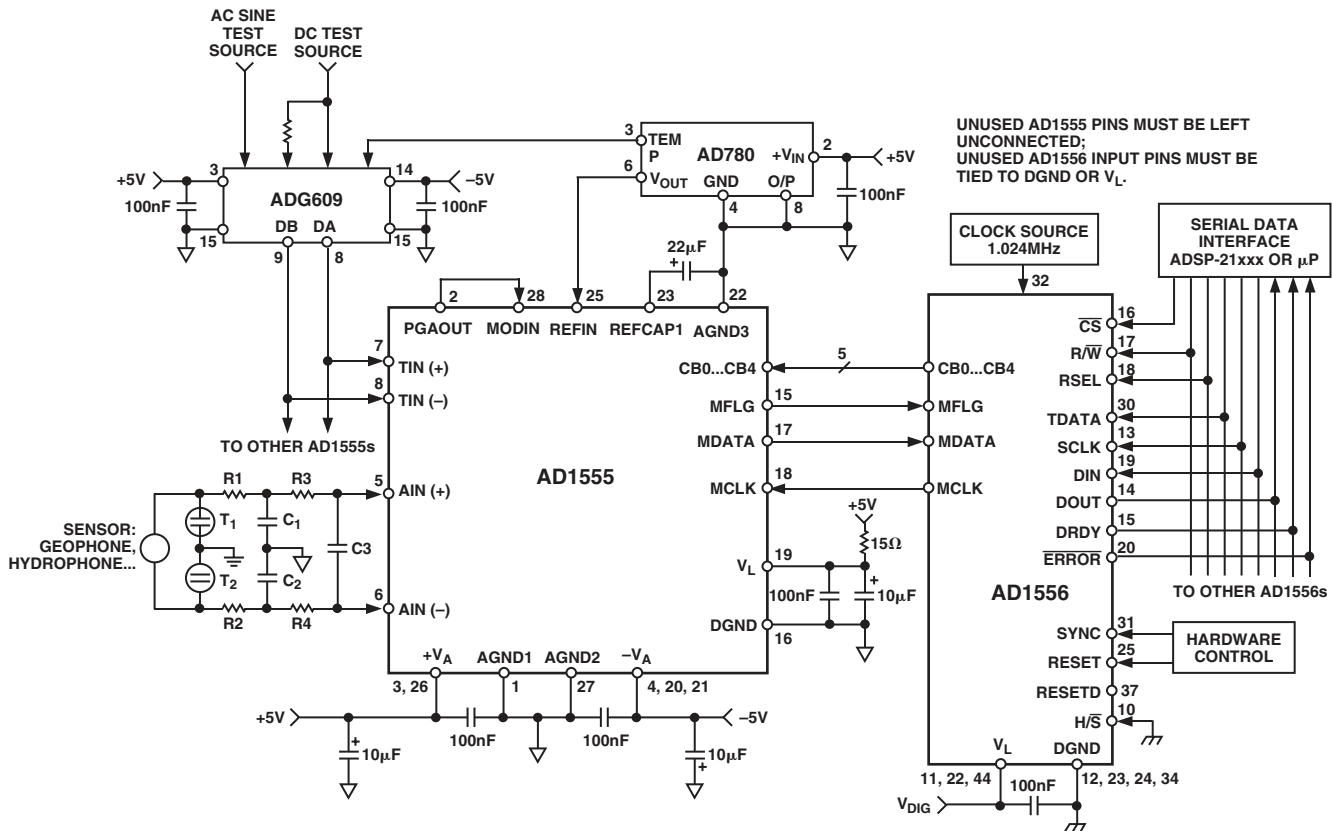 AC SINE
TEST
SOURCE
DC TEST
SOURCE
3
14
+5V
–5V
100nF
ADG609
100nF
15
DB
DA
15
9
8
3
TEM
P
6
VOUT
AD780
+VIN
2
+5V
GND
O/P
4
8
100nF
UNUSED AD1555 PINS MUST BE LEFT
UNCONNECTED;
UNUSED AD1556 INPUT PINS MUST BE
TIED TO DGND OR VL.
CLOCK SOURCE
1.024MHz
32
SERIAL DATA
INTERFACE
ADSP-21xxx OR μP
22μF
+
2
28
25
23
22
PGAOUT
MODIN
REFIN
REFCAP1
AGND3
7
TIN (+)
8
TIN (–)
TO OTHER AD1555s
CB0...CB4
5
CB0...CB4
MFLG
15
MFLG
MDATA
17
MDATA
AD1555
MCLK
18
MCLK
16
CS
17
R/W
18
RSEL
30
TDATA
13
SCLK
19
DIN
14
DOUT
15
DRDY
20
ERROR
TO OTHER AD1556s
AD1556
R1
R3
5
AIN (+)
SENSOR:
GEOPHONE,
HYDROPHONE...
T1
C1
C3
T2
C2
R2
R4
6
AIN (–)
+5V
15Ω
VL
19
+
100nF
10μF
DGND
16
SYNC
31
RESET
25
HARDWARE
CONTROL
RESETD
37
H/S
10
+VA
AGND1
AGND2
–VA
3, 26
1
27
4, 20, 21
+5V
–5V
+
10μF
100nF
100nF
10μF
+
VL
DGND
11, 22, 44
12, 23, 24, 34
100nF
VDIG